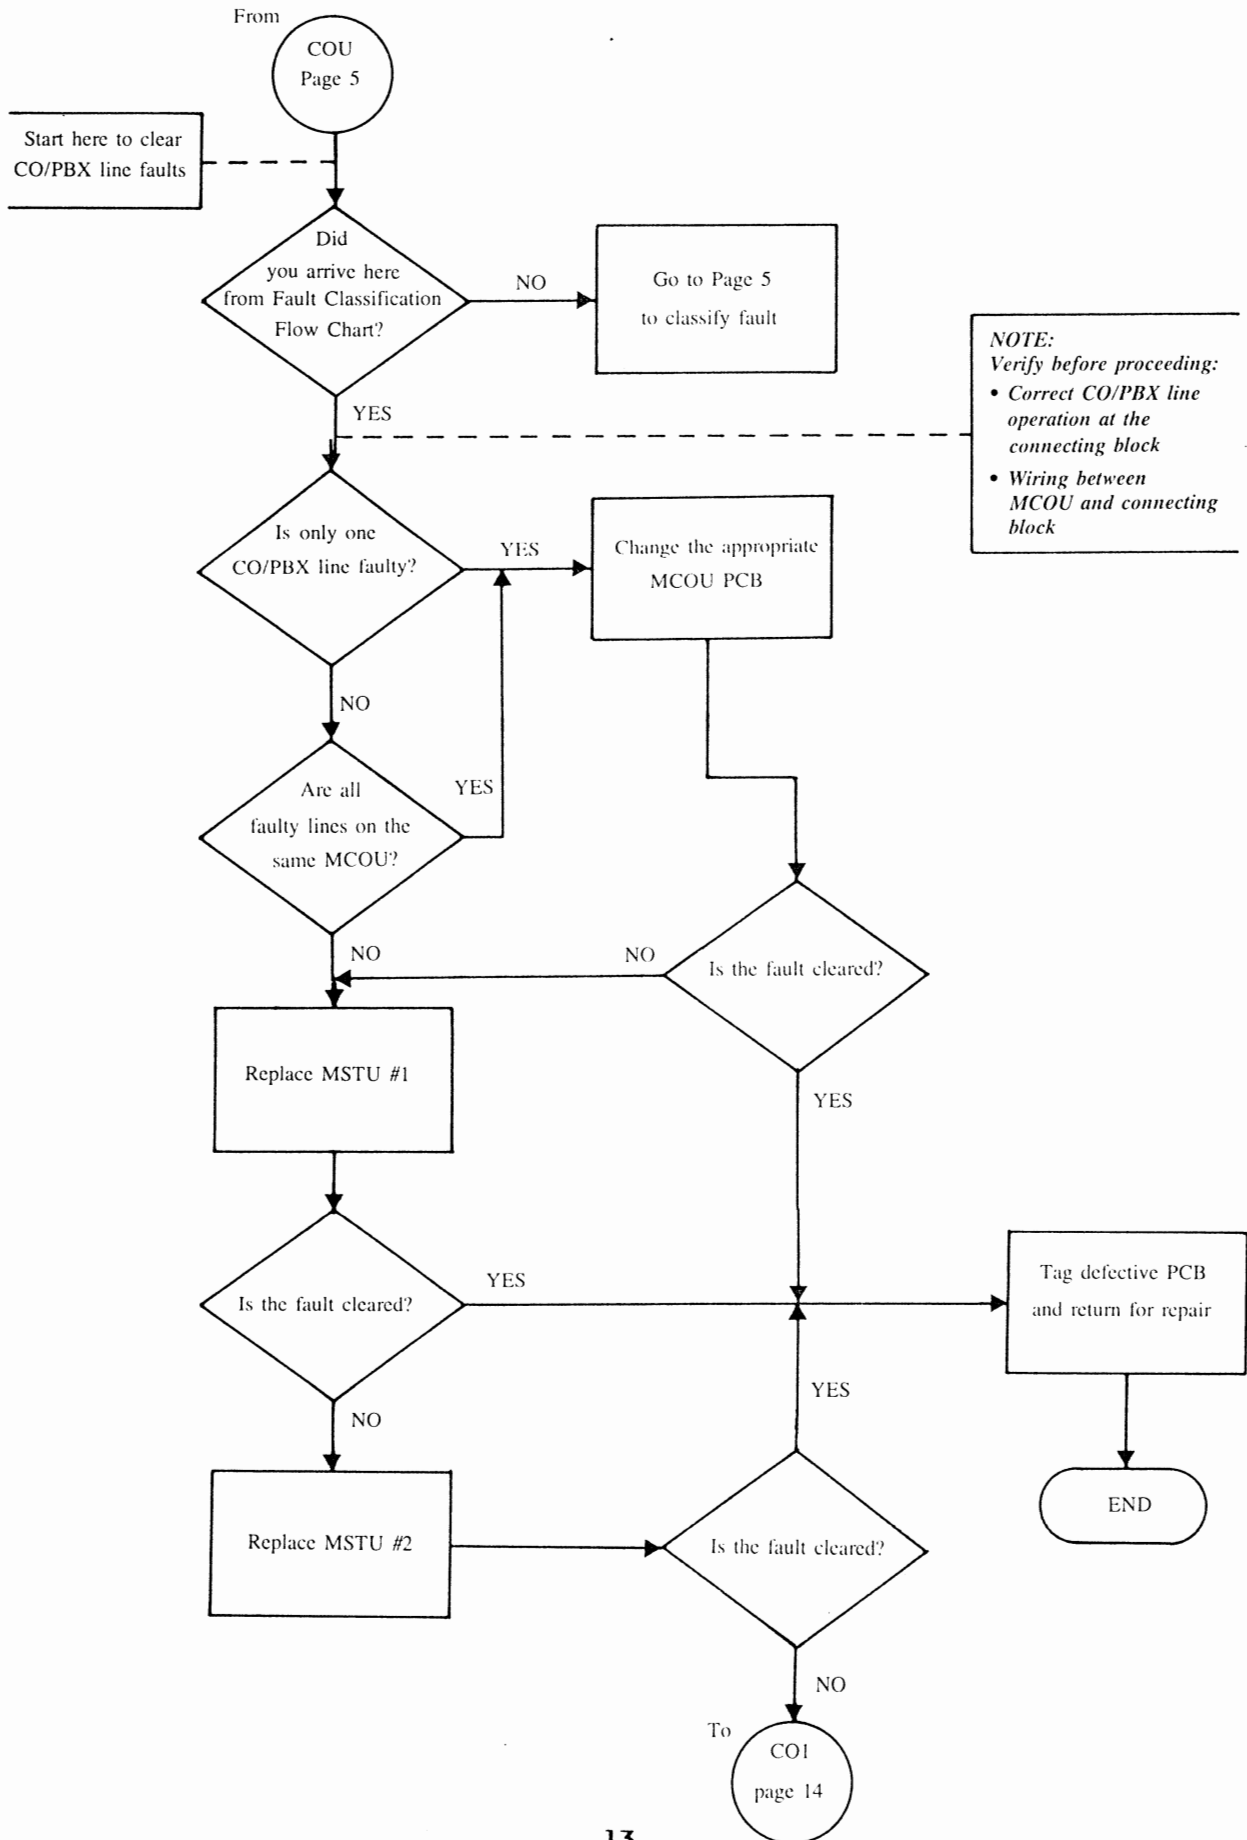 From
COU
Page 5
Start here to clear
CO/PBX line faults
Did
you arrive here
from Fault Classification
Flow Chart?
NO
Go to Page 5
to classify fault
YES
NOTE:
Verify before proceeding:
• Correct CO/PBX line
operation at the
connecting block
• Wiring between
MCOU and connecting
block
Is only one
CO/PBX line faulty?
YES
Change the appropriate
MCOU PCB
NO
Are all
faulty lines on the
same MCOU?
YES
NO
NO
Is the fault cleared?
Replace MSTU #1
YES
Is the fault cleared?
YES
Tag defective PCB
and return for repair
NO
YES
Replace MSTU #2
Is the fault cleared?
END
NO
To
CO1
page 14
13